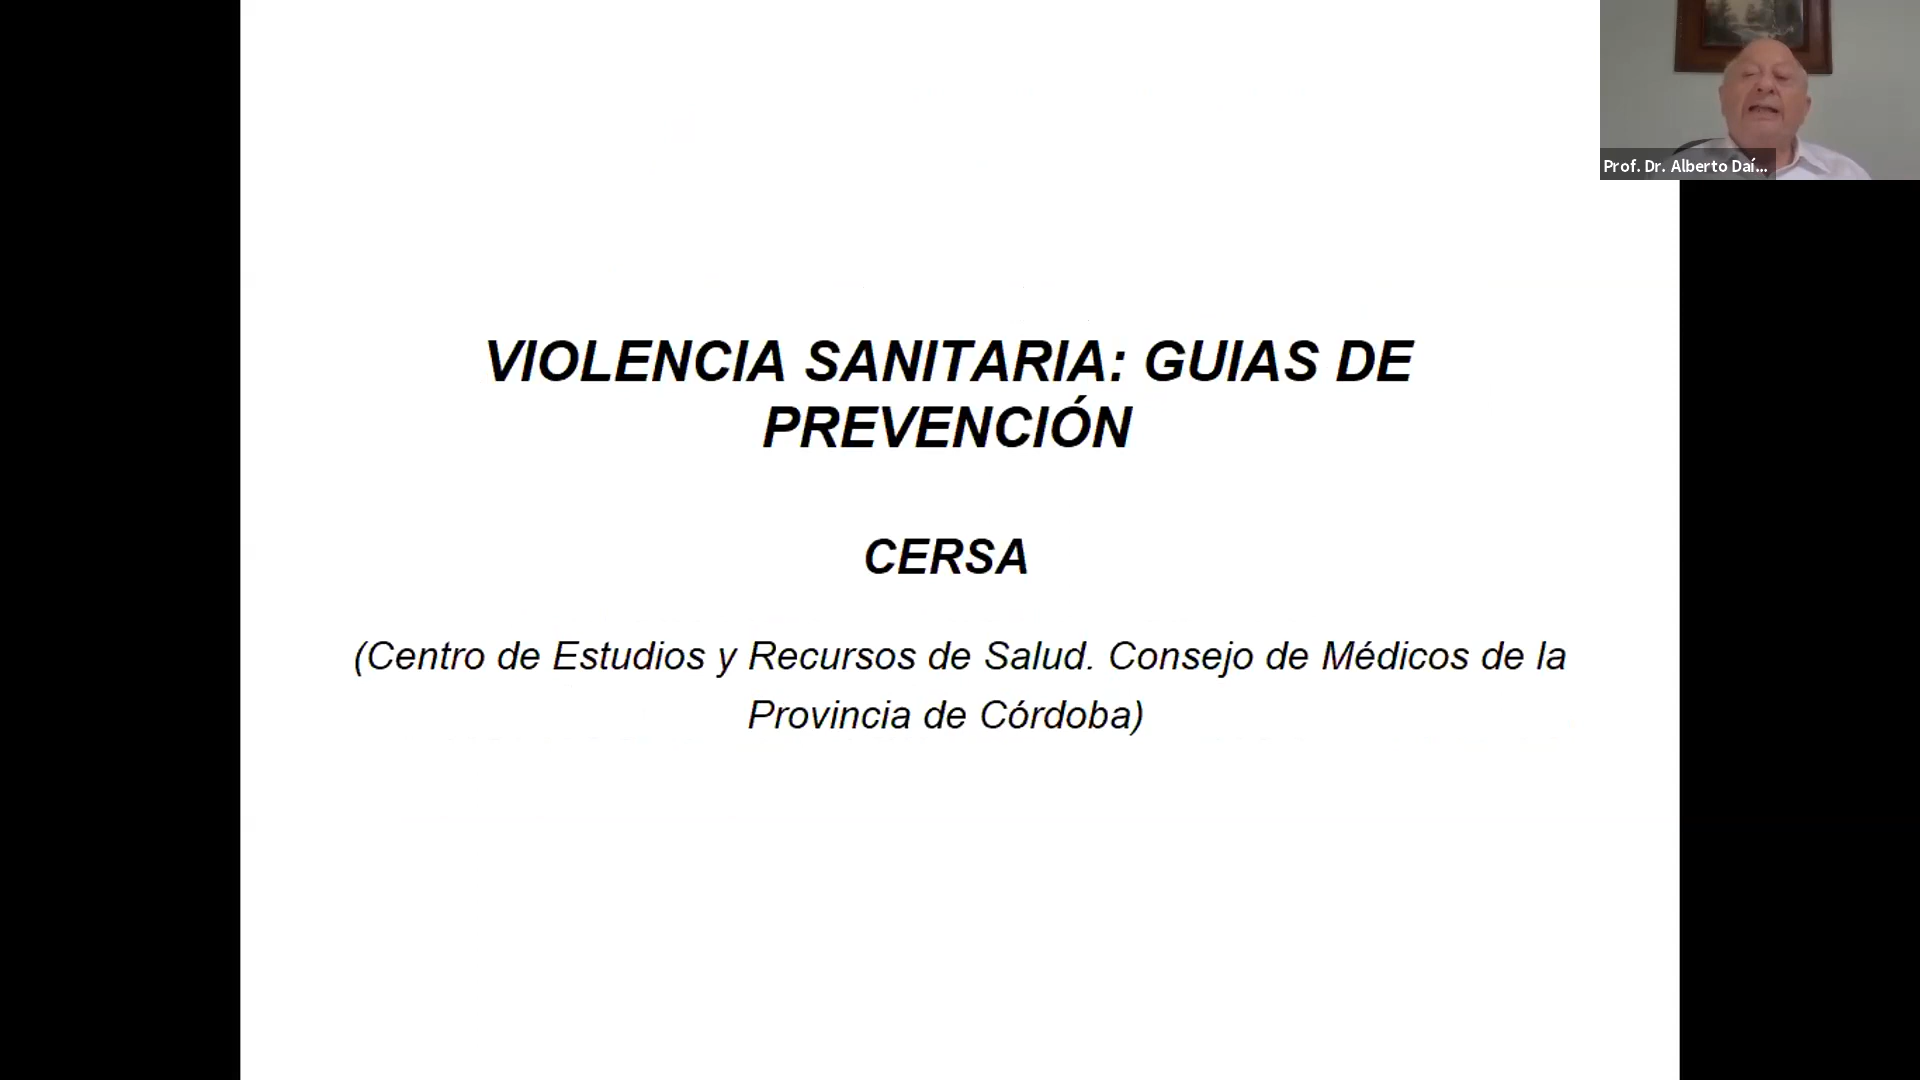 VIOLENCIA SANITARIA: GUIAS DE
PREVENCIÓN
CERSA
(Centro de Estudios y Recursos de Salud. Consejo de Médicos de la
Provincia de Córdoba)
Prof. Dr. Alberto Daí...